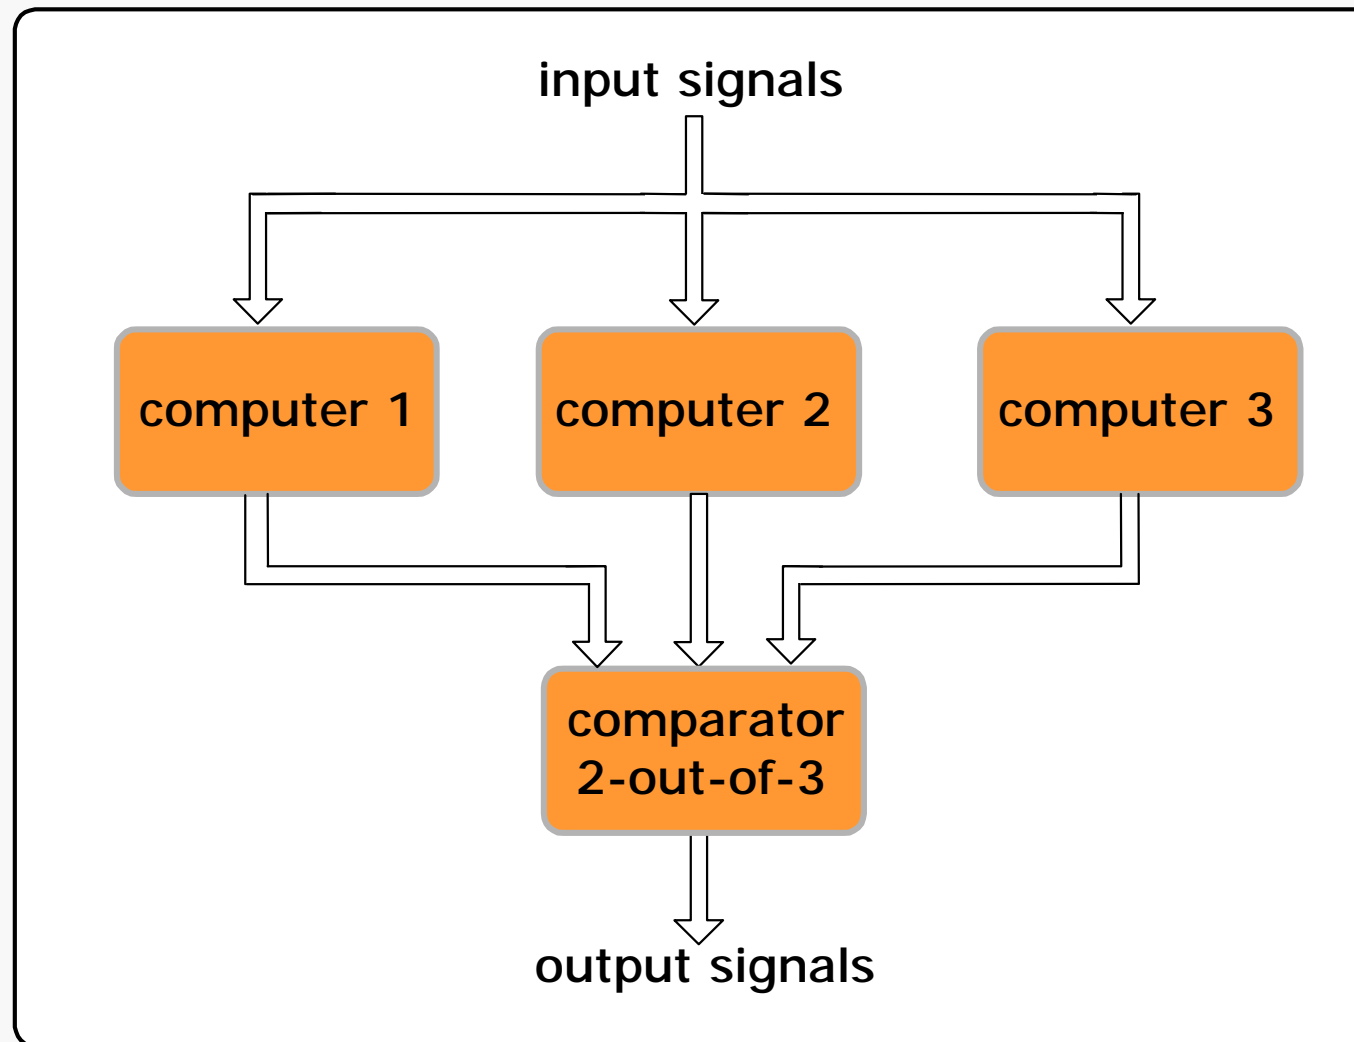 input signals
computer 1
computer 2
computer 3
comparator
2-out-of-3
output signals